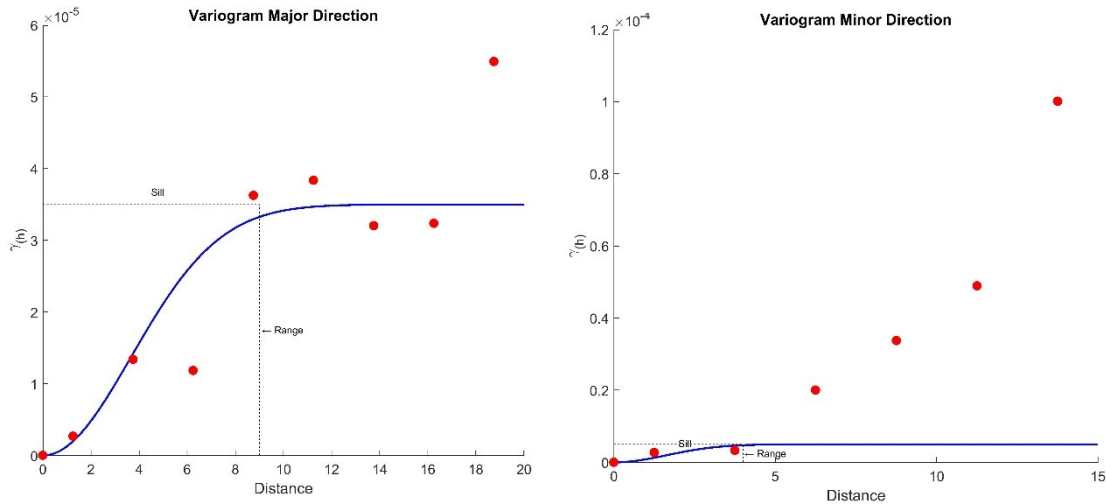 Variogram Major Direction
×10-5
6
5
4
3
2
1
0
γ(h)
Sill
← Range
0 2 4 6 8 10 12 14 16 18 20
Distance
Variogram Minor Direction
×10-4
1.2
1
0.8
0.6
0.4
0.2
0
γ(h)
Sill
← Range
0 5 10 15
Distance